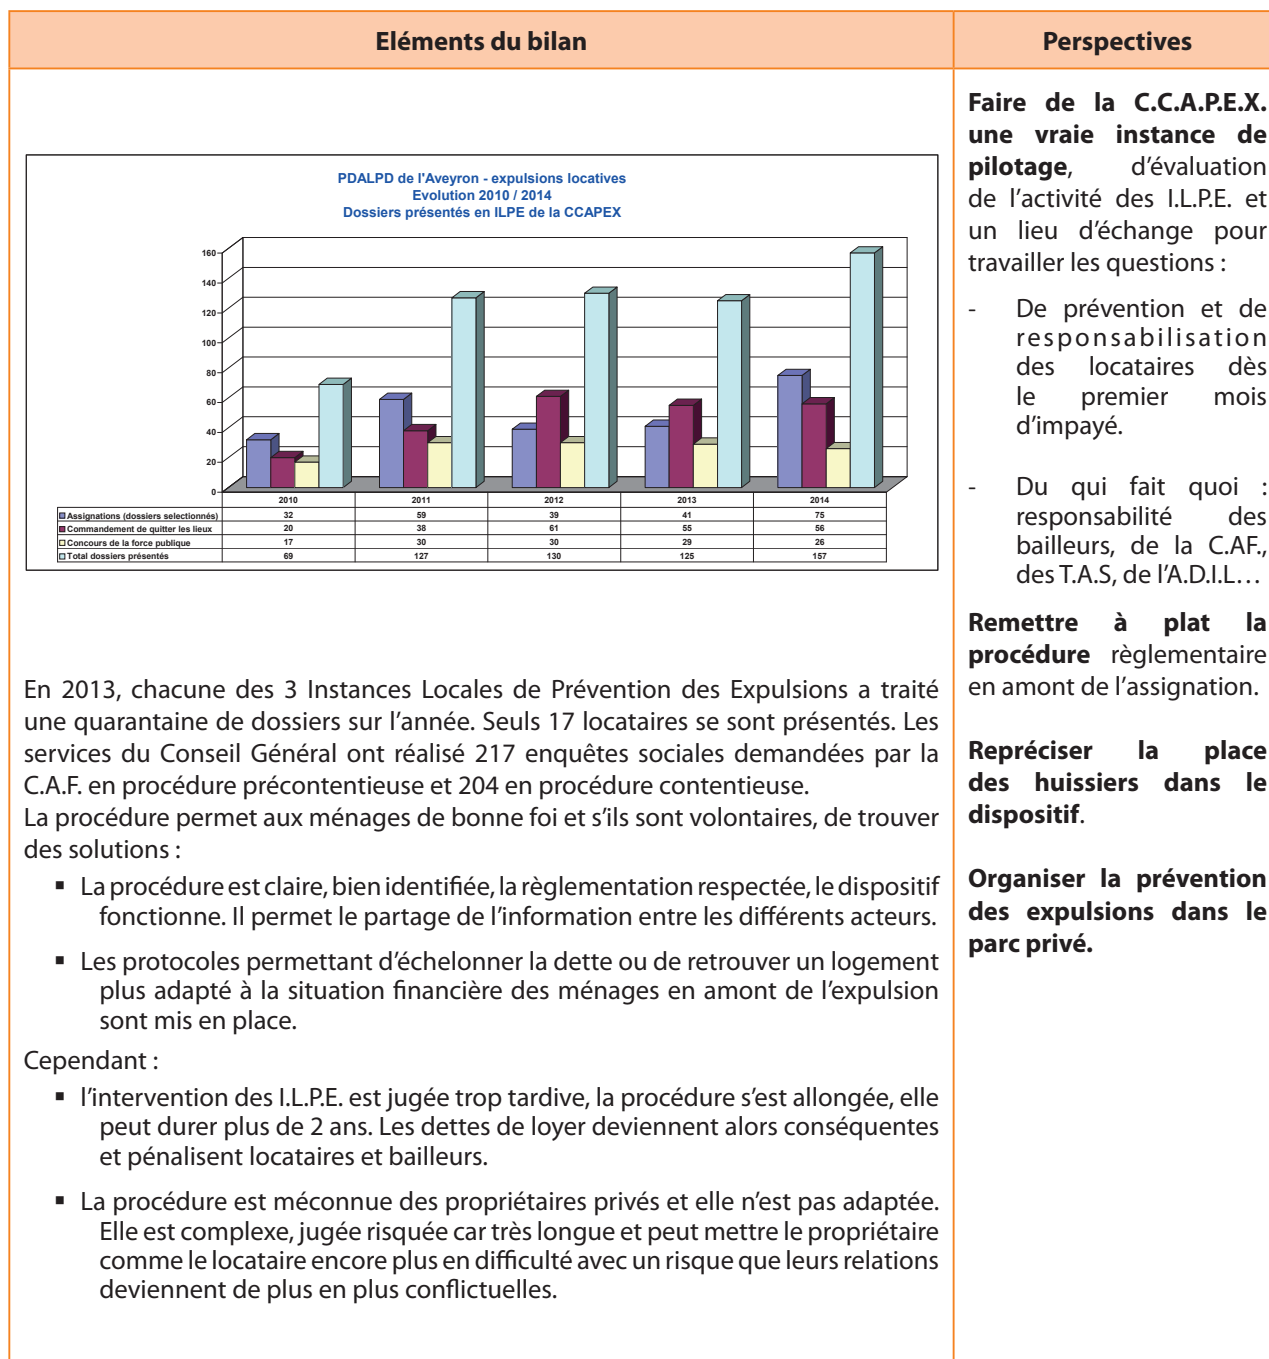 Eléments du bilan
Perspectives
PDALPD de l'Aveyron - expulsions locatives
Evolution 2010 / 2014
Dossiers présentés en ILPE de la CCAPEX
160
140
120
100
80
60
40
20
0
2010 2011 2012 2013 2014
Assignations (dossiers selectionnés) 32 59 39 41 75
Commandement de quitter les lieux 20 38 61 55 56
Concours de la force publique 17 30 30 29 26
Total dossiers présentés 69 127 130 125 157
En 2013, chacune des 3 Instances Locales de Prévention des Expulsions a traité
une quarantaine de dossiers sur l'année. Seuls 17 locataires se sont présentés. Les
services du Conseil Général ont réalisé 217 enquêtes sociales demandées par la
C.A.F. en procédure précontentieuse et 204 en procédure contentieuse.
La procédure permet aux ménages de bonne foi et s'ils sont volontaires, de trouver
des solutions :
▪ La procédure est claire, bien identifiée, la règlementation respectée, le dispositif
fonctionne. Il permet le partage de l'information entre les différents acteurs.
▪ Les protocoles permettant d'échelonner la dette ou de retrouver un logement
plus adapté à la situation financière des ménages en amont de l'expulsion
sont mis en place.
Cependant :
▪ l'intervention des I.L.P.E. est jugée trop tardive, la procédure s'est allongée, elle
peut durer plus de 2 ans. Les dettes de loyer deviennent alors conséquentes
et pénalisent locataires et bailleurs.
▪ La procédure est méconnue des propriétaires privés et elle n'est pas adaptée.
Elle est complexe, jugée risquée car très longue et peut mettre le propriétaire
comme le locataire encore plus en difficulté avec un risque que leurs relations
deviennent de plus en plus conflictuelles.
Faire de la C.C.A.P.E.X.
une vraie instance de
pilotage, d'évaluation
de l'activité des I.L.P.E. et
un lieu d'échange pour
travailler les questions :
- De prévention et de
responsabilisation
des locataires dès
le premier mois
d'impayé.
- Du qui fait quoi :
responsabilité des
bailleurs, de la C.AF.,
des T.A.S, de l'A.D.I.L…
Remettre à plat la
procédure règlementaire
en amont de l'assignation.
Repréciser la place
des huissiers dans le
dispositif.
Organiser la prévention
des expulsions dans le
parc privé.